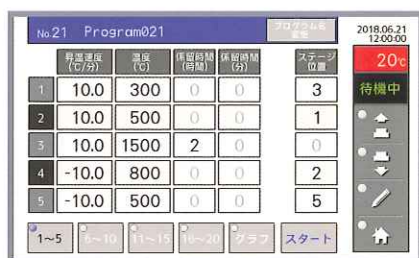 No.21 Program021 プログラム名変更 2018.06.21
12:00:00
昇温速度 温度 係留時間 係留時間 ステージ
(℃/分) (℃) (時間) (分) 位置
20℃
待機中
1 10.0 300 0 0 3
2 10.0 500 0 0 1
3 10.0 1500 2 0 0
4 -10.0 800 0 0 2
5 -10.0 500 0 0 5
1~5 6~10 11~15 16~20 グラフ スタート